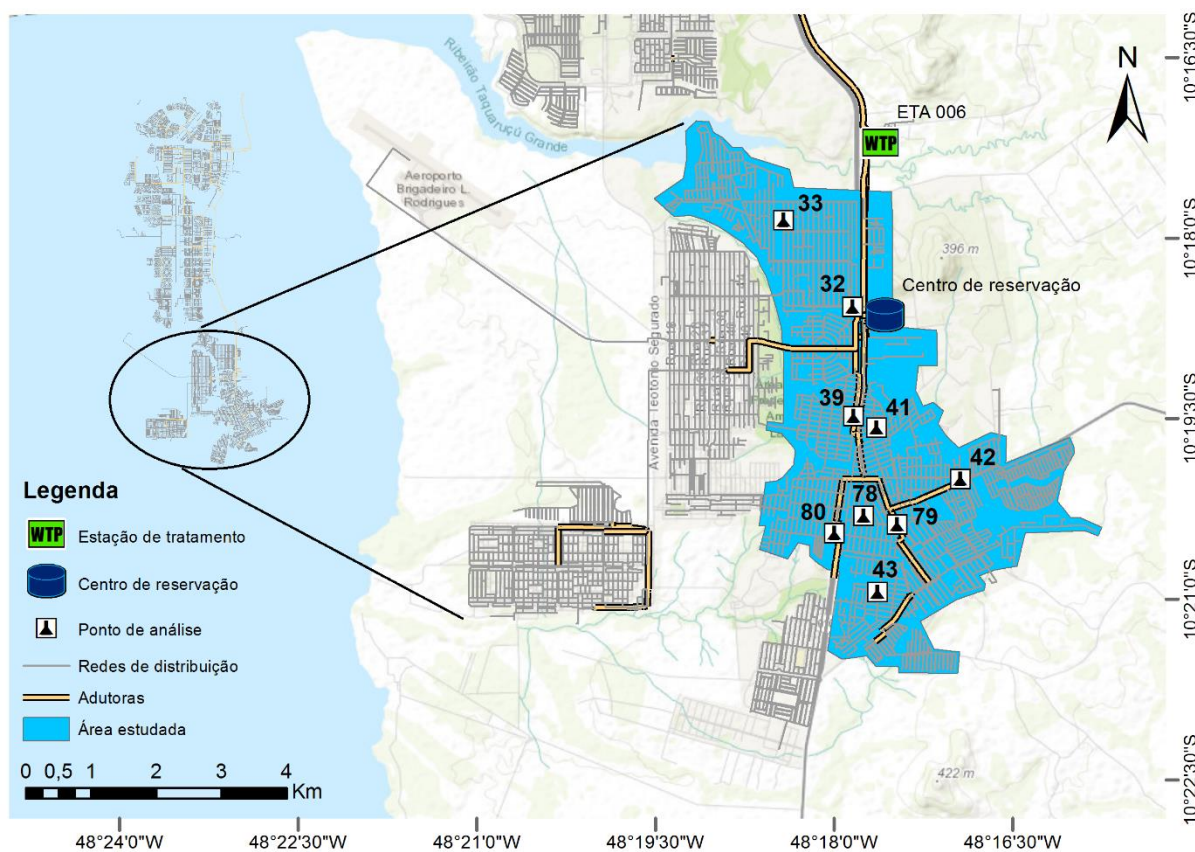 10°16'30"S
N
ETA 006
WTP
Ribeirão Taquaruçú Grande
Aeroporto
Brigadeiro L.
Rodrigues
33
10°18'0"S
396 m
32
Centro de reservação
Avenida Teotônio Segurado
39
41
10°19'30"S
42
78
79
80
43
10°21'0"S
422 m
10°22'30"S
Legenda
WTP Estação de tratamento
Centro de reservação
Ponto de análise
Redes de distribuição
Adutoras
Área estudada
0 0,5 1 2 3 4
Km
48°24'0"W 48°22'30"W 48°21'0"W 48°19'30"W 48°18'0"W 48°16'30"W